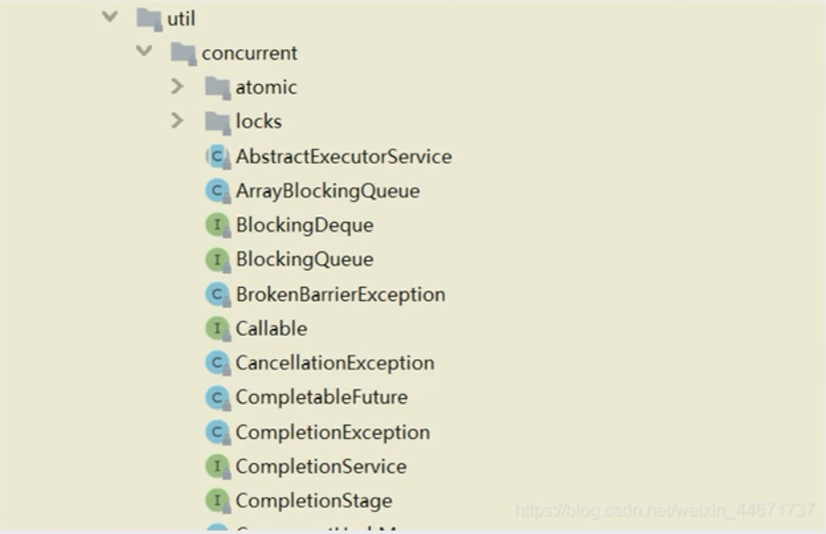 util
concurrent
atomic
locks
AbstractExecutorService
ArrayBlockingQueue
BlockingDeque
BlockingQueue
BrokenBarrierException
Callable
CancellationException
CompletableFuture
CompletionException
CompletionService
CompletionStage
https://blog.csdn.net/weixin_44671737